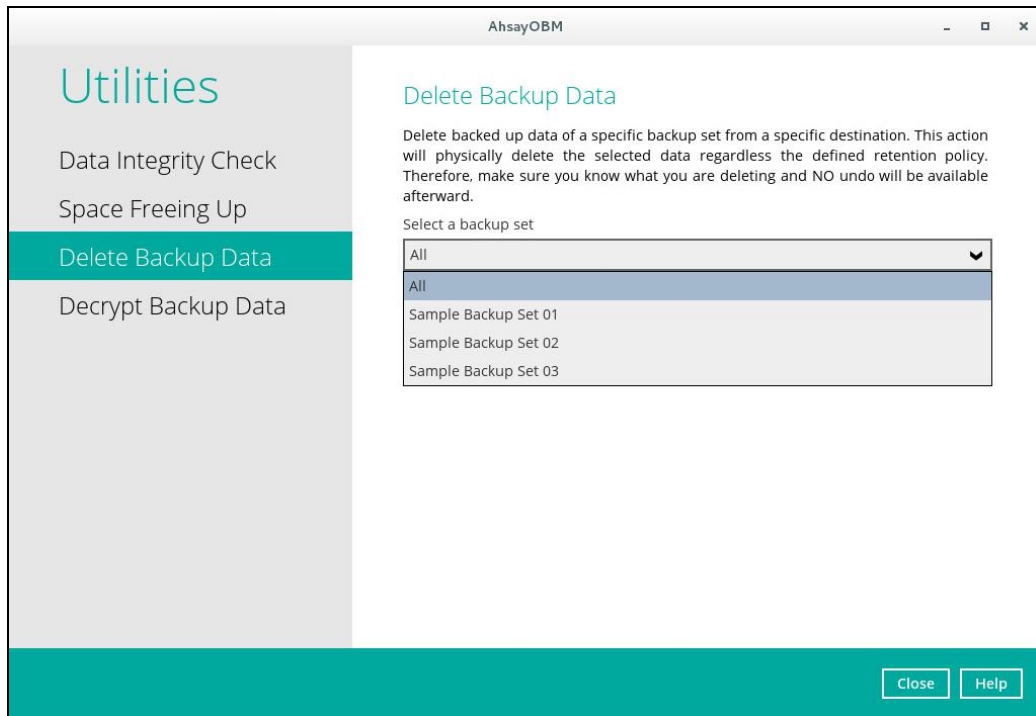 AhsayOBM
Utilities
Data Integrity Check
Space Freeing Up
Delete Backup Data
Decrypt Backup Data
Delete Backup Data
Delete backed up data of a specific backup set from a specific destination. This action
will physically delete the selected data regardless the defined retention policy.
Therefore, make sure you know what you are deleting and NO undo will be available
afterward.
Select a backup set
All
All
Sample Backup Set 01
Sample Backup Set 02
Sample Backup Set 03
Close
Help